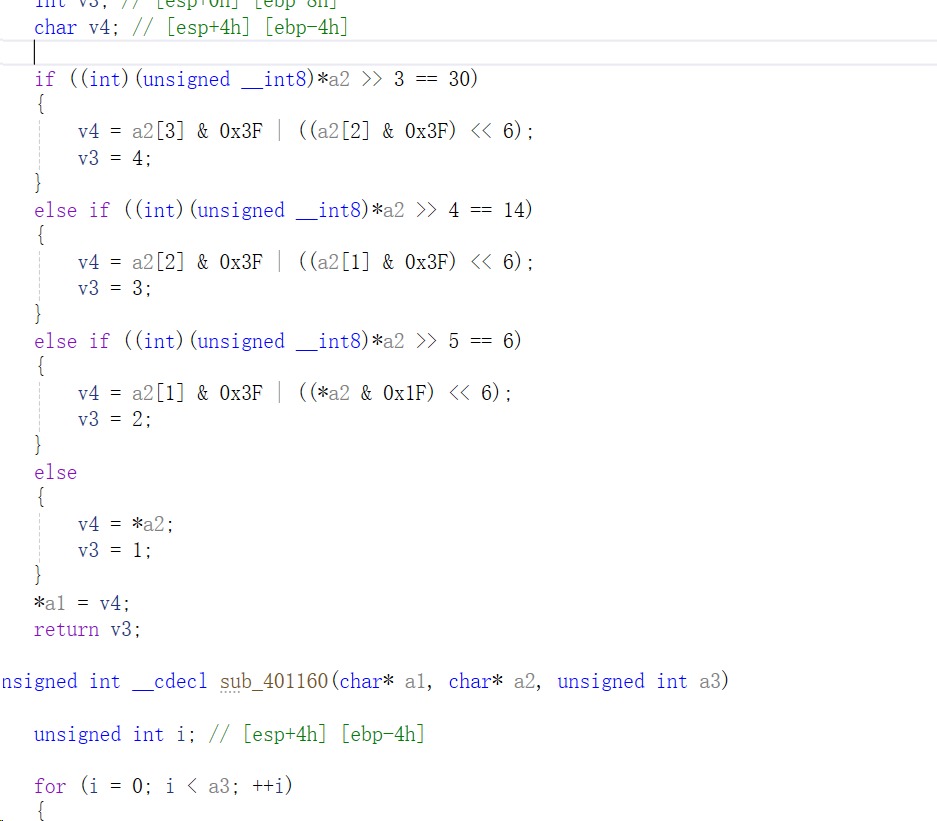 int v3; // [esp+0h] [ebp-8h]
char v4; // [esp+4h] [ebp-4h]
if ((int)(unsigned __int8)*a2 >> 3 == 30)
{
v4 = a2[3] & 0x3F | ((a2[2] & 0x3F) << 6);
v3 = 4;
}
else if ((int)(unsigned __int8)*a2 >> 4 == 14)
{
v4 = a2[2] & 0x3F | ((a2[1] & 0x3F) << 6);
v3 = 3;
}
else if ((int)(unsigned __int8)*a2 >> 5 == 6)
{
v4 = a2[1] & 0x3F | ((*a2 & 0x1F) << 6);
v3 = 2;
}
else
{
v4 = *a2;
v3 = 1;
}
*a1 = v4;
return v3;
nsigned int __cdecl sub_401160(char* a1, char* a2, unsigned int a3)
unsigned int i; // [esp+4h] [ebp-4h]
for (i = 0; i < a3; ++i)
{